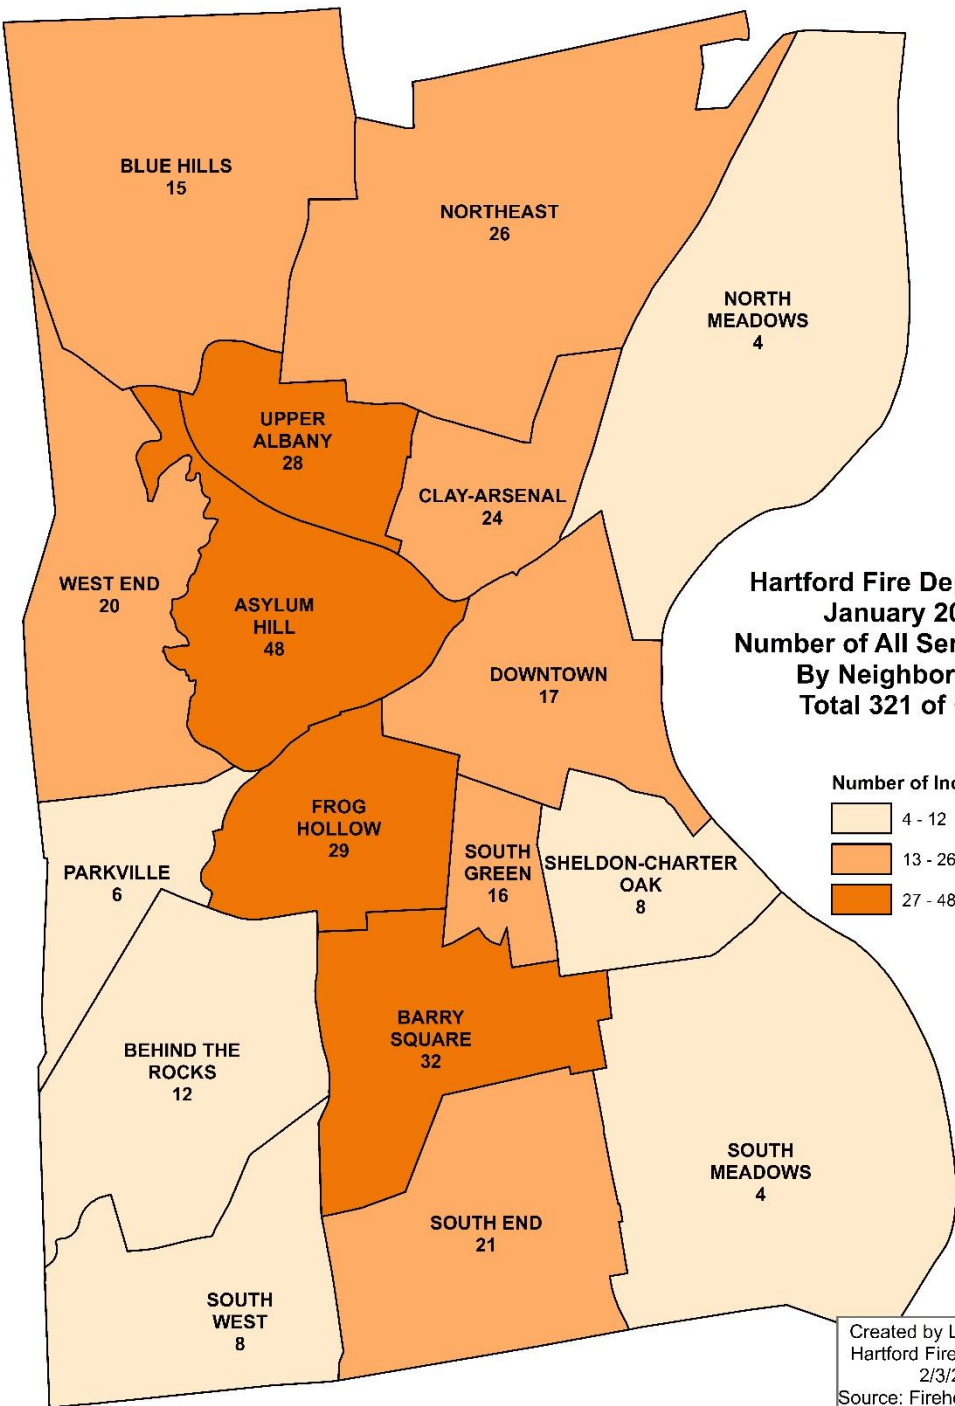 BLUE HILLS
15
NORTHEAST
26
NORTH
MEADOWS
4
UPPER
ALBANY
28
CLAY-ARSENAL
24
WEST END
20
ASYLUM
HILL
48
DOWNTOWN
17
Hartford Fire
January
Number of All
By
Total 321 of
Number of
4 - 12
13 - 26
27 - 48
FROG
HOLLOW
29
SOUTH
GREEN
16
SHELDON-CHARTER
OAK
8
PARKVILLE
6
BARRY
SQUARE
32
BEHIND THE
ROCKS
12
SOUTH
MEADOWS
4
SOUTH END
21
SOUTH
WEST
8
Created by
Hartford Fire
2/3/
Source: